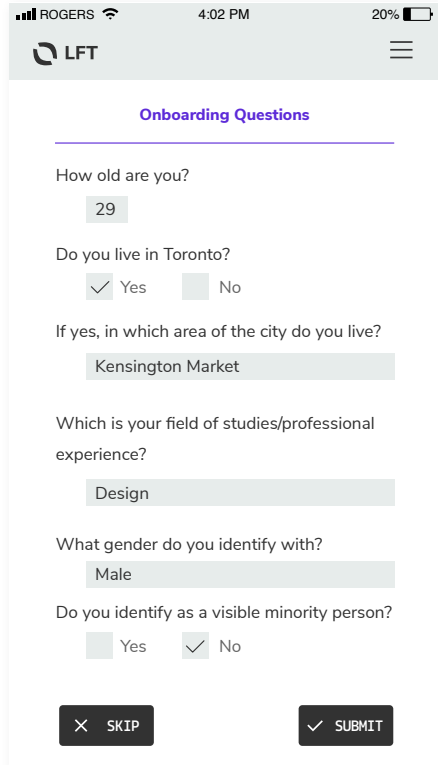 ROGERS 4:02 PM 20%
LFT
Onboarding Questions
How old are you?
29
Do you live in Toronto?
Yes No
If yes, in which area of the city do you live?
Kensington Market
Which is your field of studies/professional
experience?
Design
What gender do you identify with?
Male
Do you identify as a visible minority person?
Yes No
SKIP SUBMIT